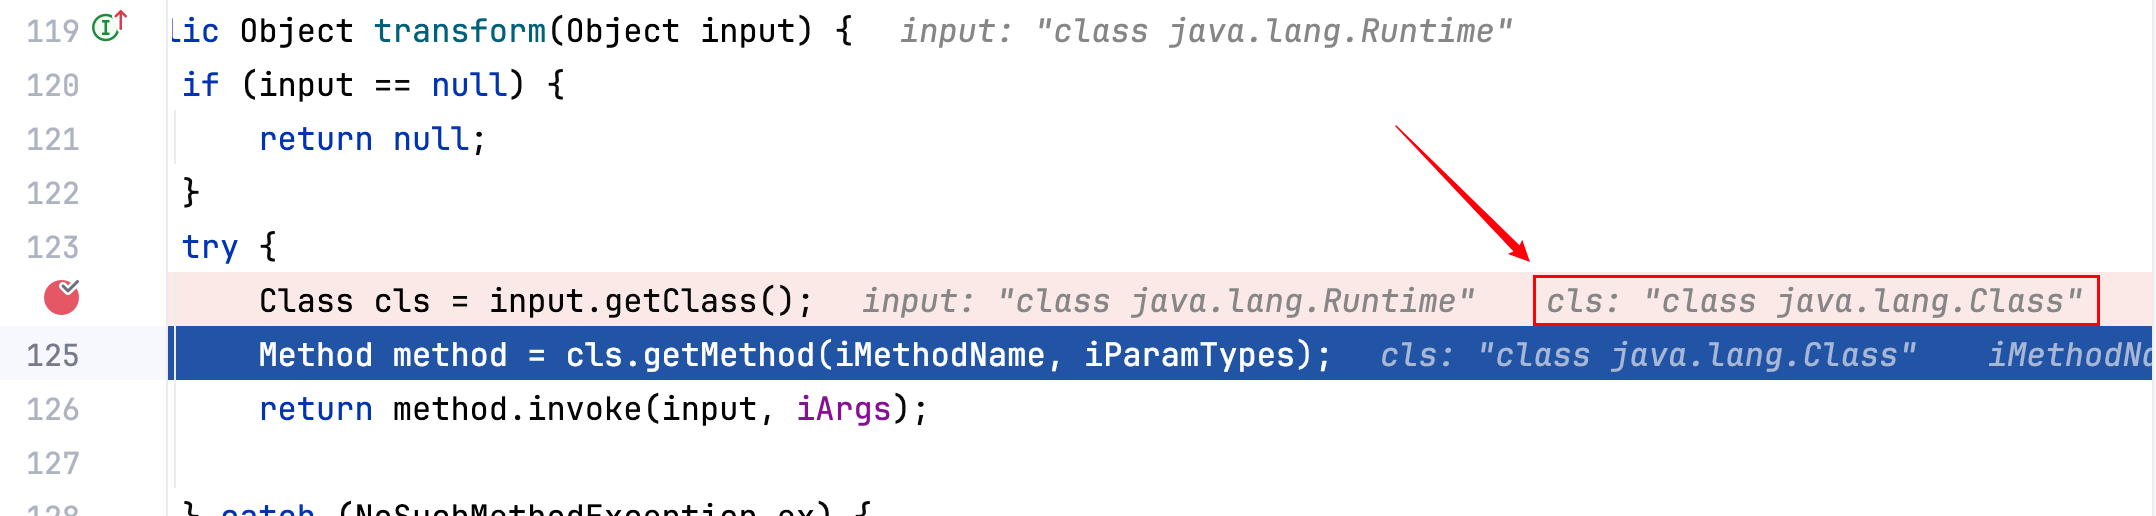 119 lic Object transform(Object input) { input: "class java.lang.Runtime"
120 if (input == null) {
121 return null;
122 }
123 try {
Class cls = input.getClass(); input: "class java.lang.Runtime" cls: "class java.lang.Class"
125 Method method = cls.getMethod(iMethodName, iParamTypes); cls: "class java.lang.Class" iMethodNa
126 return method.invoke(input, iArgs);
127
128 } catch (NoSuchMethodException ex) {